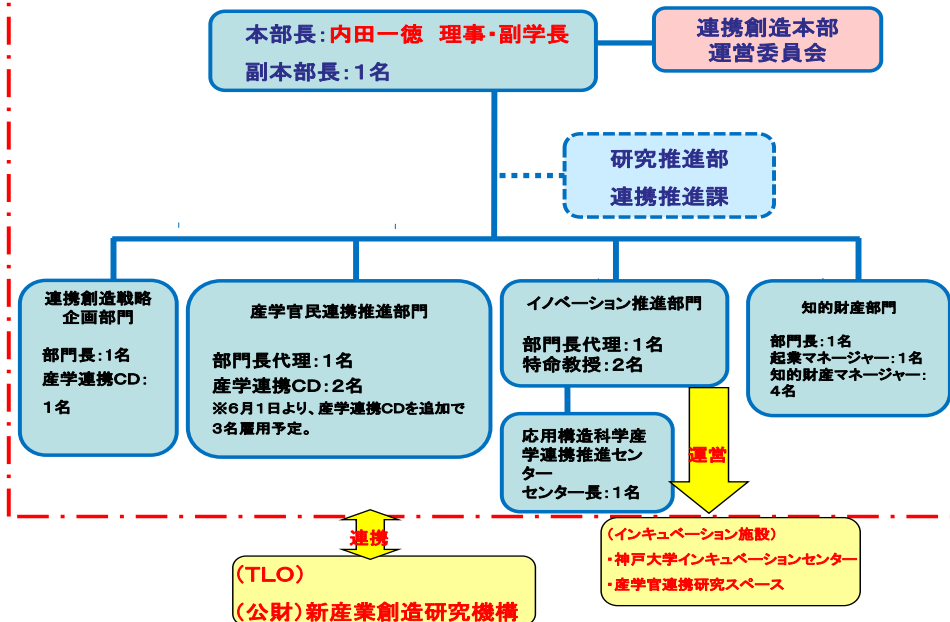 本部長：内田一徳　理事・副学長
副本部長：１名
連携創造本部
運営委員会
研究推進部
連携推進課
連携創造戦略
企画部門
部門長：１名
産学連携CD：
１名
産学官民連携推進部門
部門長代理：１名
産学連携CD：２名
※６月１日より、産学連携CDを追加で
３名雇用予定。
イノベーション推進部門
部門長代理：１名
特命教授：２名
応用構造科学産
学連携推進セン
ター
センター長：１名
知的財産部門
部門長：１名
起業マネージャー：１名
知的財産マネージャー：
４名
運営
連携
（TLO）
（公財）新産業創造研究機構
（インキュベーション施設）
・神戸大学インキュベーションセンター
・産学官連携研究スペース